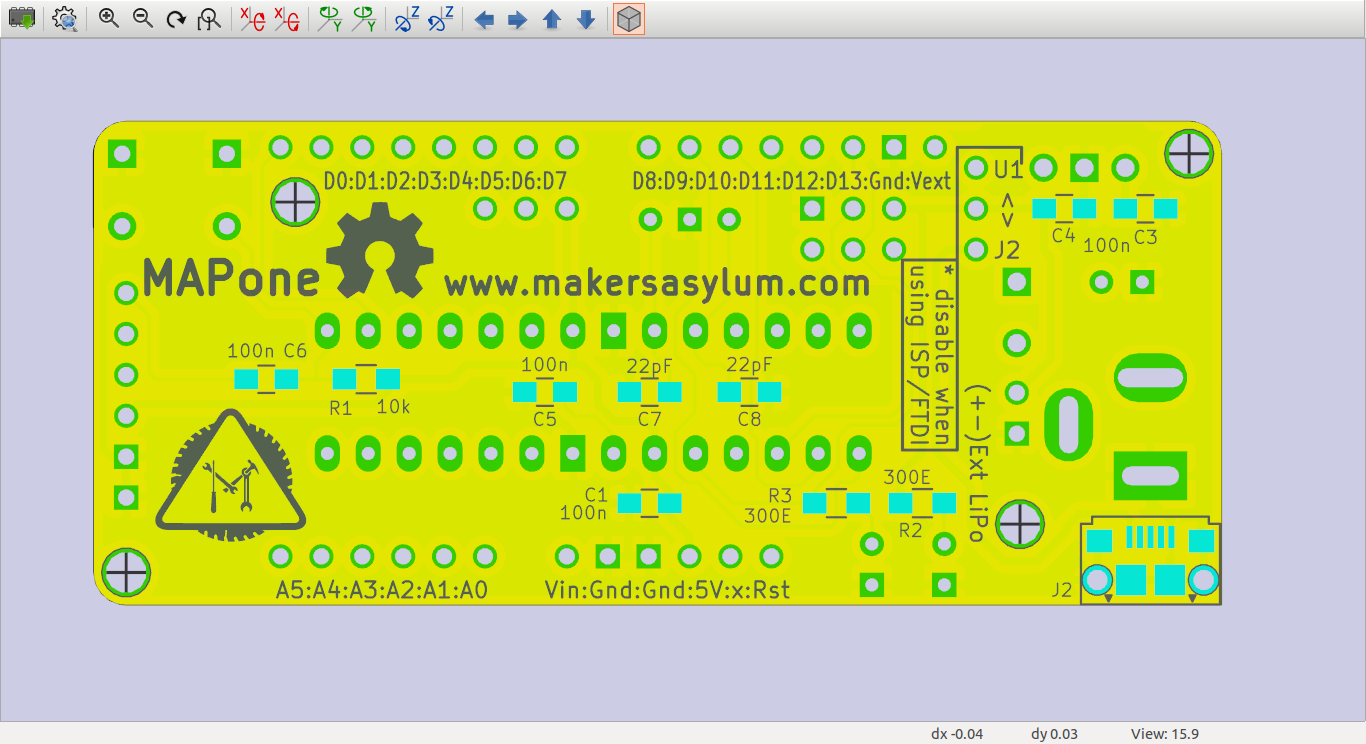 X
X
Y
Y
Z
Z
D0:D1:D2:D3:D4:D5:D6:D7
D8:D9:D10:D11:D12:D13:Gnd:Vext
U1
<>
J2
C4
100n
C3
MAPone
www.makersasylum.com
* disable when
using ISP/FTDI
100n C6
R1
10k
100n
C5
22pF
C7
22pF
C8
(+−)Ext LiPo
C1
100n
R3
300E
300E
R2
A5:A4:A3:A2:A1:A0
Vin:Gnd:Gnd:5V:x:Rst
J2
dx -0.04
dy 0.03
View: 15.9